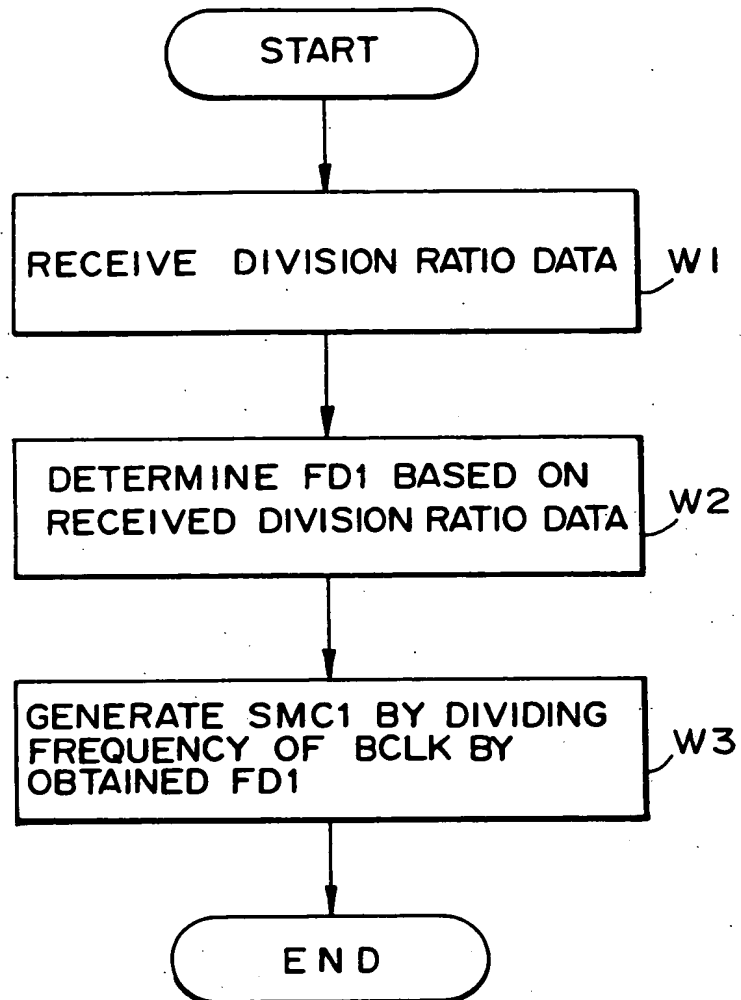 START
RECEIVE DIVISION RATIO DATA
W1
DETERMINE FD1 BASED ON
RECEIVED DIVISION RATIO DATA
W2
GENERATE SMC1 BY DIVIDING
FREQUENCY OF BCLK BY
OBTAINED FD1
W3
END